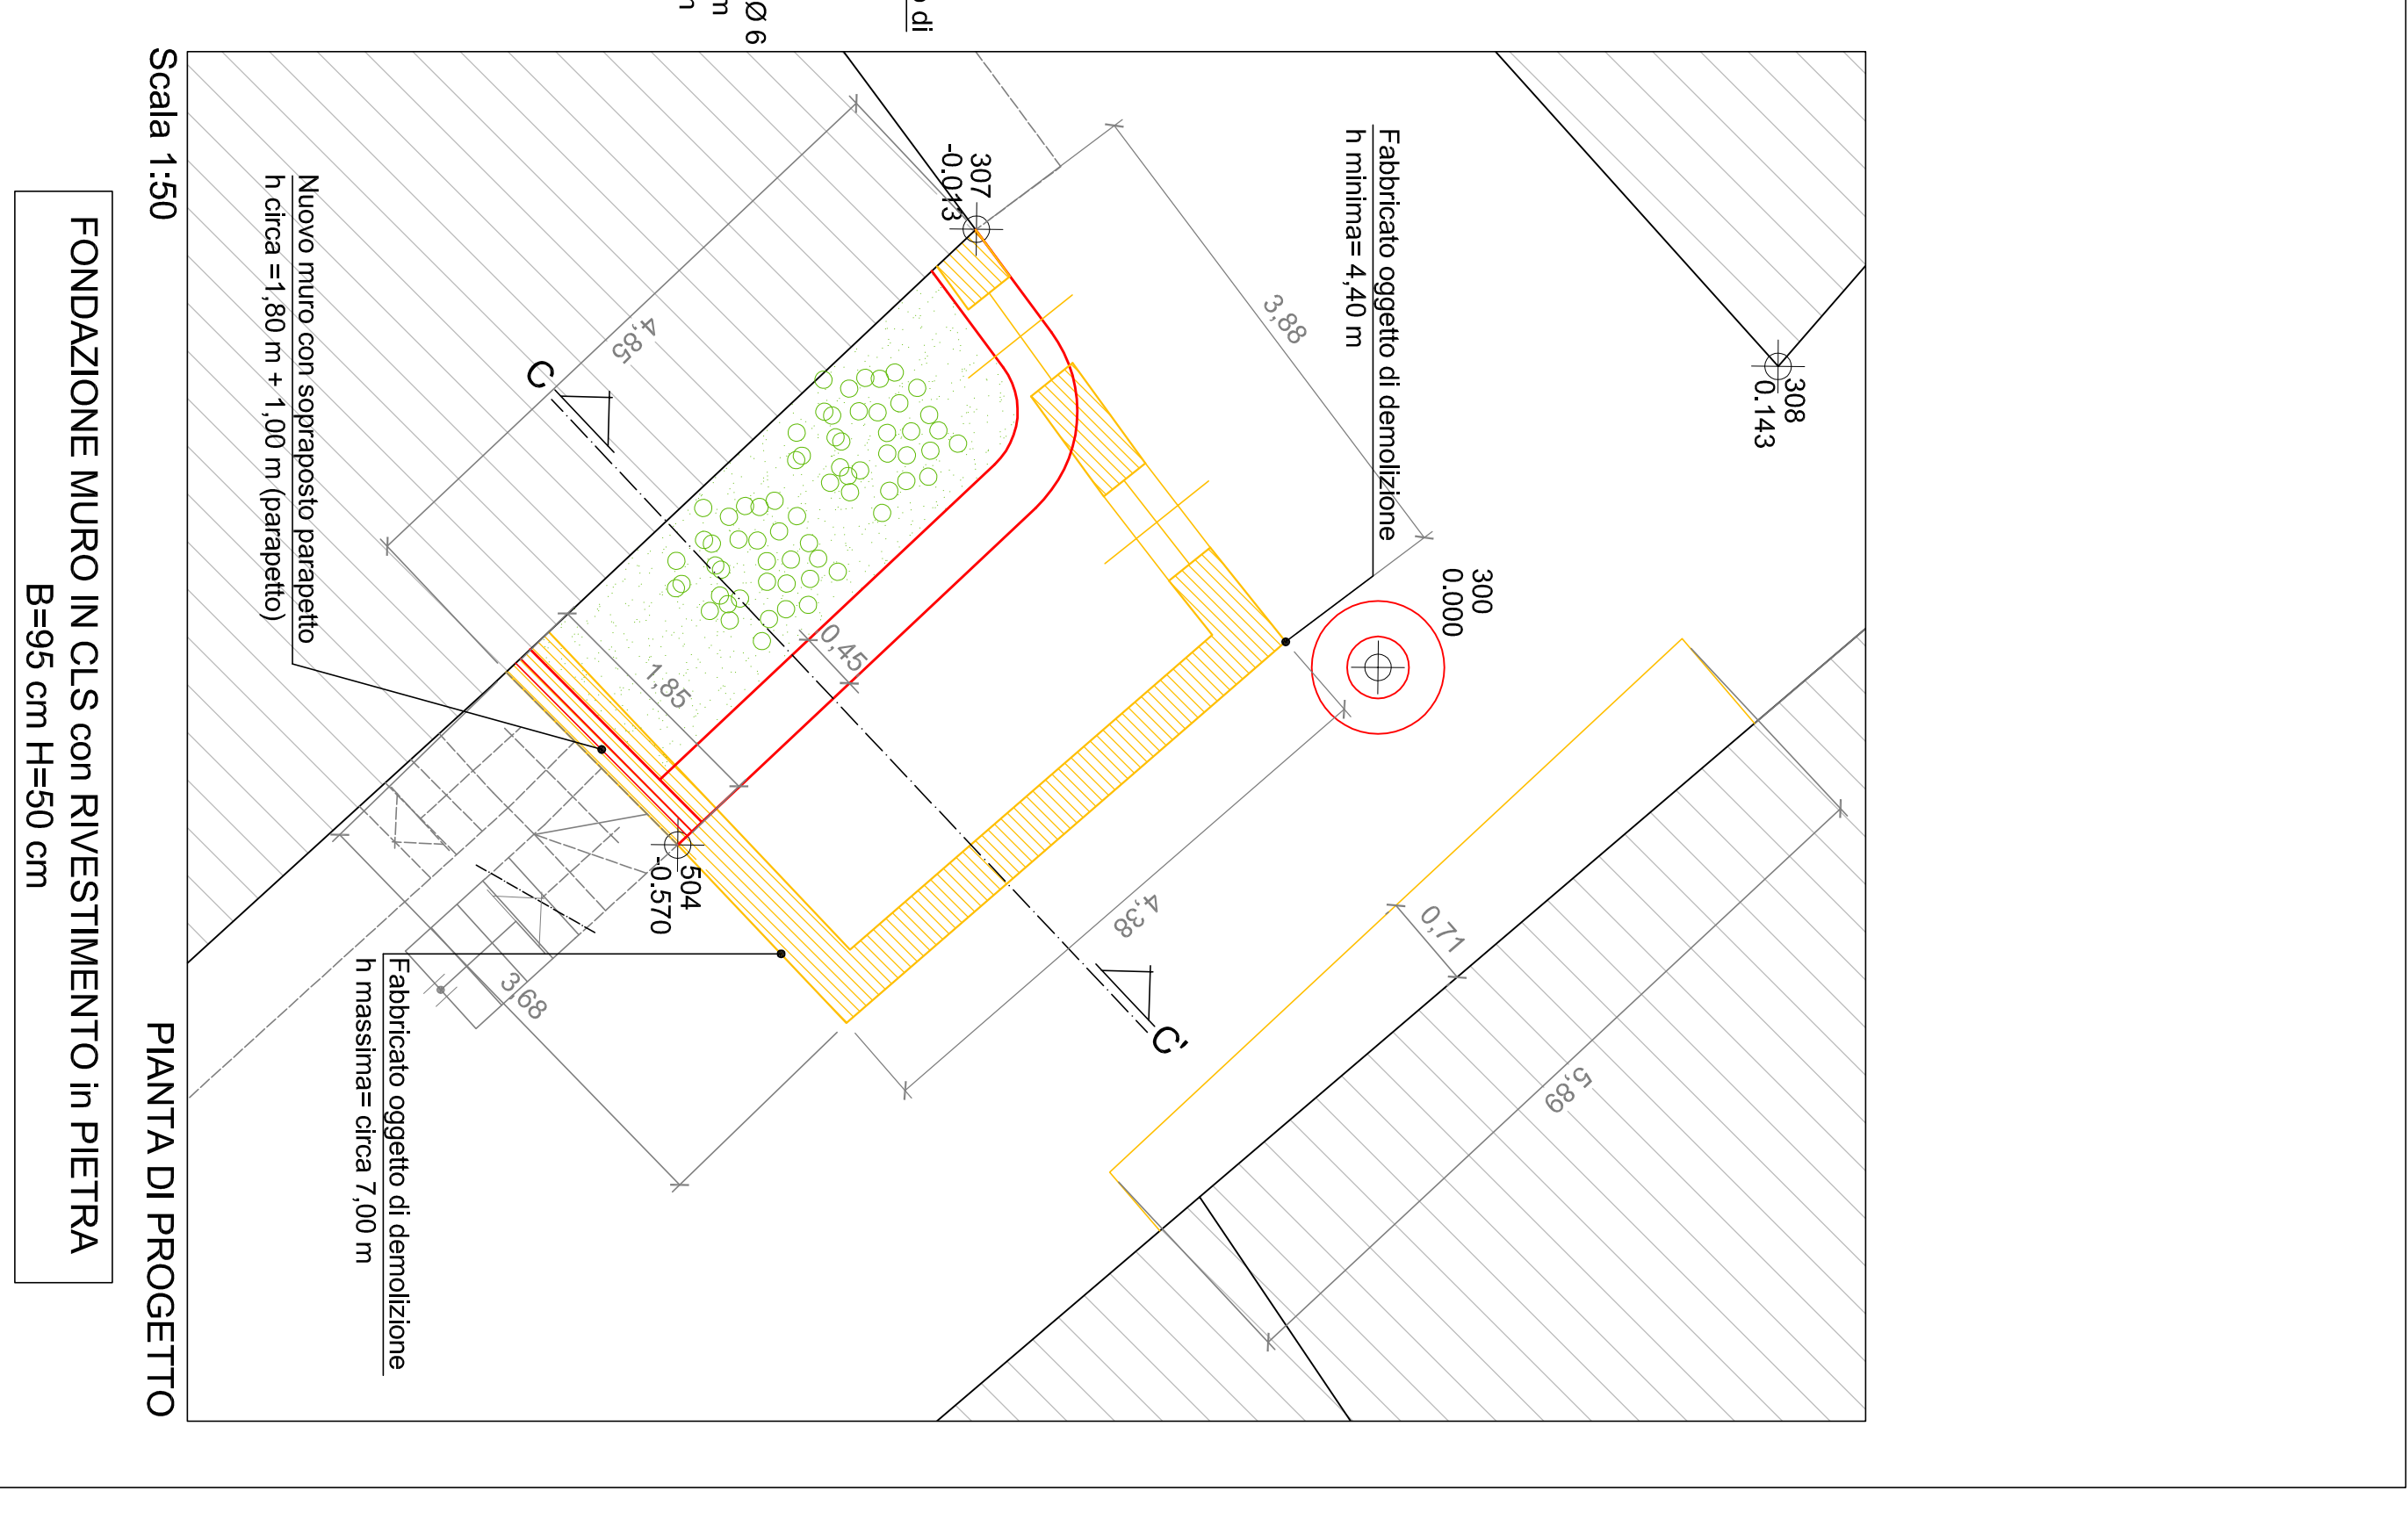 Fabbricato oggetto di demolizione
h minima= 4,40 m
308
0.143
300
0.000
307
-0.013
3,88
4,85
C
0,45
1,85
4,38
0,71
5,89
C'
504
-0.570
3,68
Nuovo muro con sopraposto parapetto
h circa =1,80 m + 1,00 m (parapetto)
Fabbricato oggetto di demolizione
h massima= circa 7,00 m
di
Ø 6
m
Scala 1:50
PIANTA DI PROGETTO
FONDAZIONE MURO IN CLS con RIVESTIMENTO in PIETRA
B=95 cm H=50 cm